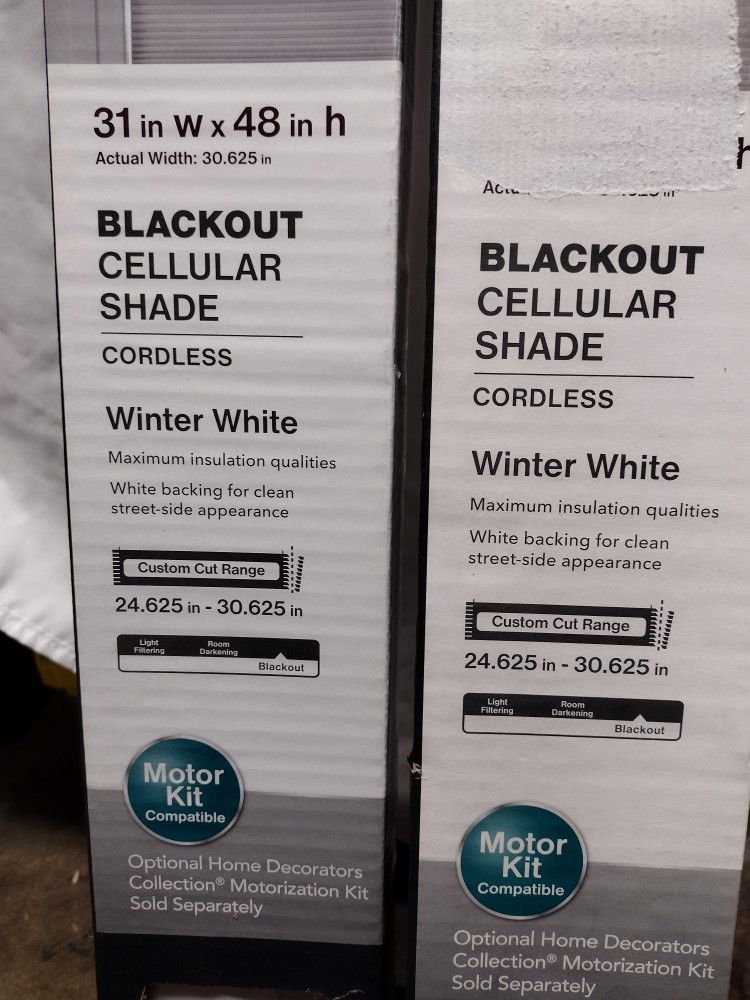 31 in w x 48 in h
Actual Width: 30.625 in
BLACKOUT
CELLULAR
SHADE
CORDLESS
Winter White
Maximum insulation qualities
White backing for clean
street-side appearance
Custom Cut Range
24.625 in - 30.625 in
Light
Filtering
Room
Darkening
Blackout
Motor
Kit
Compatible
Optional Home Decorators
Collection® Motorization Kit
Sold Separately
h
in
BLACKOUT
CELLULAR
SHADE
CORDLESS
Winter White
Maximum insulation qualities
White backing for clean
street-side appearance
Custom Cut Range
24.625 in - 30.625 in
Light
Filtering
Room
Darkening
Blackout
Motor
Kit
Compatible
Optional Home Decorators
Collection® Motorization Kit
Sold Separately